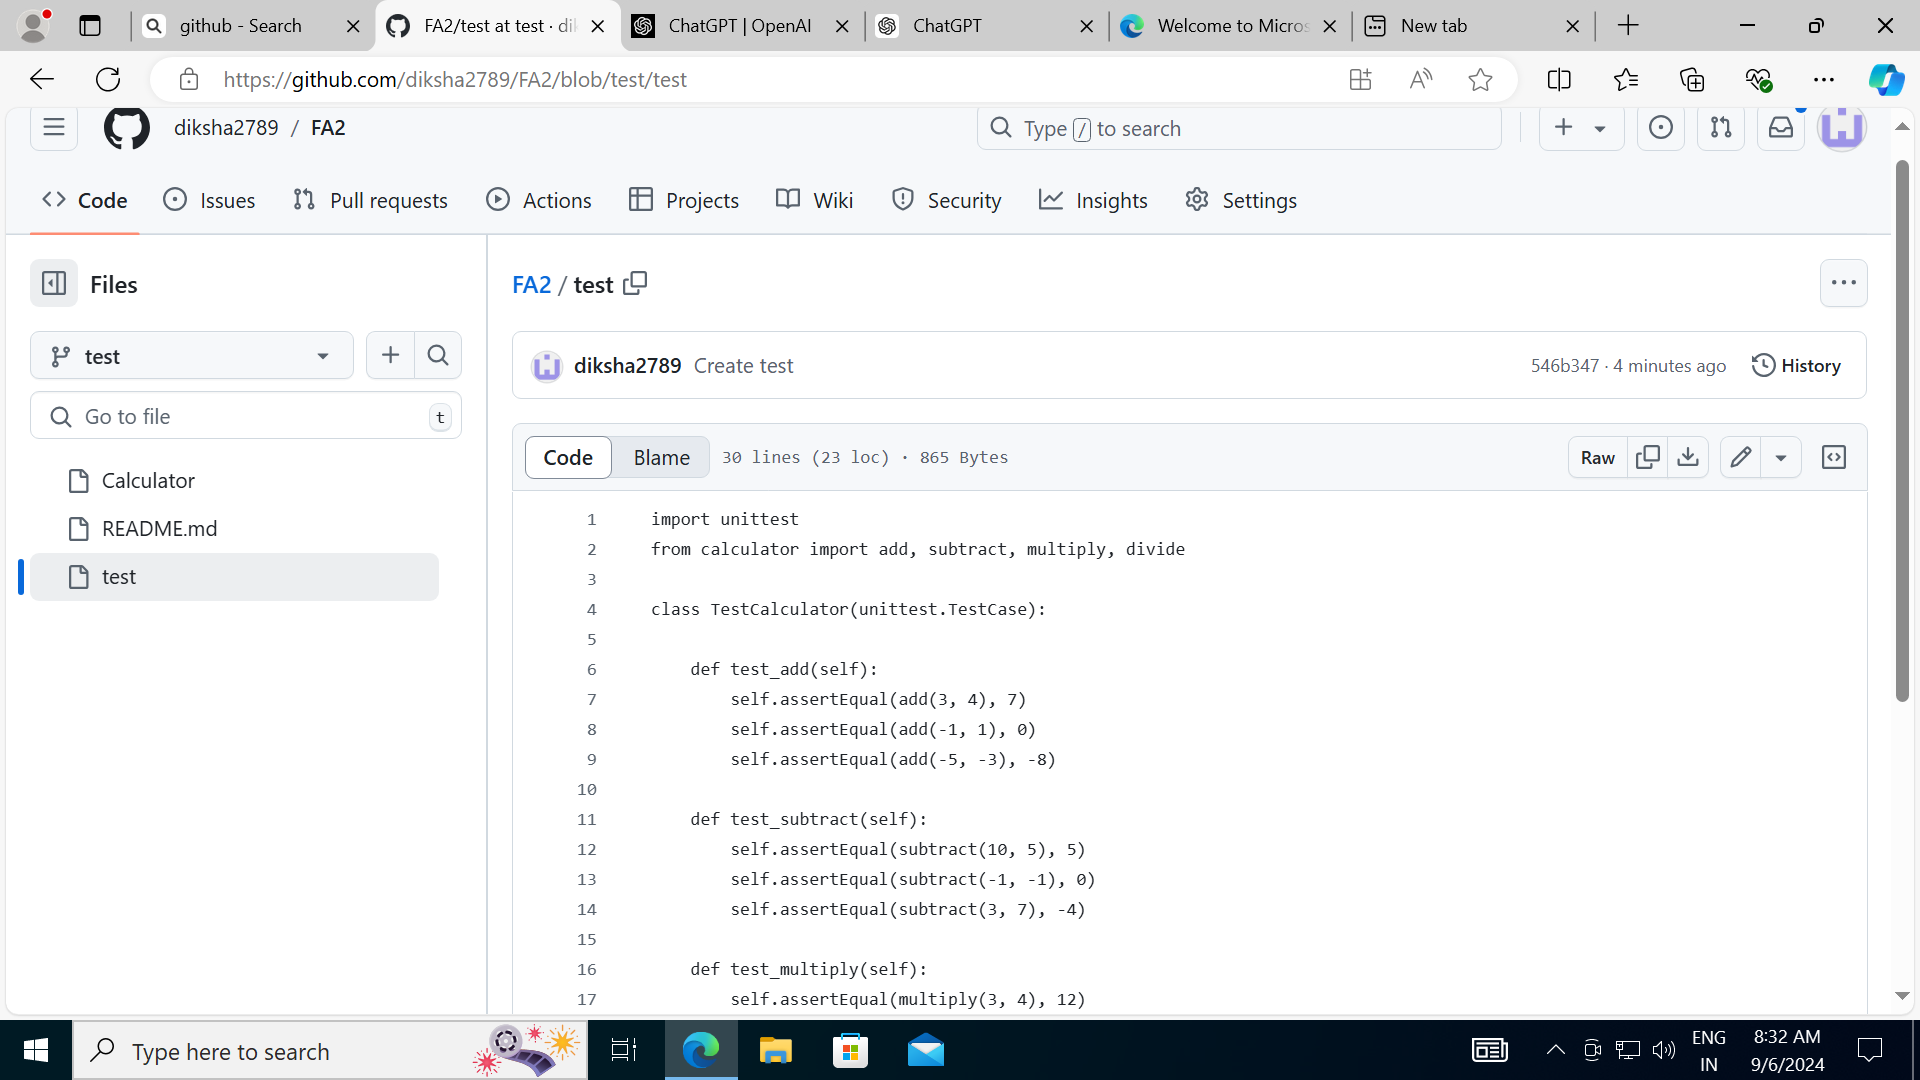 github - Search
FA2/test at test · di
ChatGPT | OpenAI
ChatGPT
Welcome to Micros
New tab
https://github.com/diksha2789/FA2/blob/test/test
diksha2789 / FA2
Type / to search
Code
Issues
Pull requests
Actions
Projects
Wiki
Security
Insights
Settings
Files
test
Go to file
t
Calculator
README.md
test
FA2 / test
diksha2789 Create test
546b347 · 4 minutes ago
History
Code
Blame
30 lines (23 loc) · 865 Bytes
Raw
1 import unittest
2 from calculator import add, subtract, multiply, divide
3
4 class TestCalculator(unittest.TestCase):
5
6     def test_add(self):
7         self.assertEqual(add(3, 4), 7)
8         self.assertEqual(add(-1, 1), 0)
9         self.assertEqual(add(-5, -3), -8)
10
11     def test_subtract(self):
12         self.assertEqual(subtract(10, 5), 5)
13         self.assertEqual(subtract(-1, -1), 0)
14         self.assertEqual(subtract(3, 7), -4)
15
16     def test_multiply(self):
17         self.assertEqual(multiply(3, 4), 12)
Type here to search
ENG
IN
8:32 AM
9/6/2024